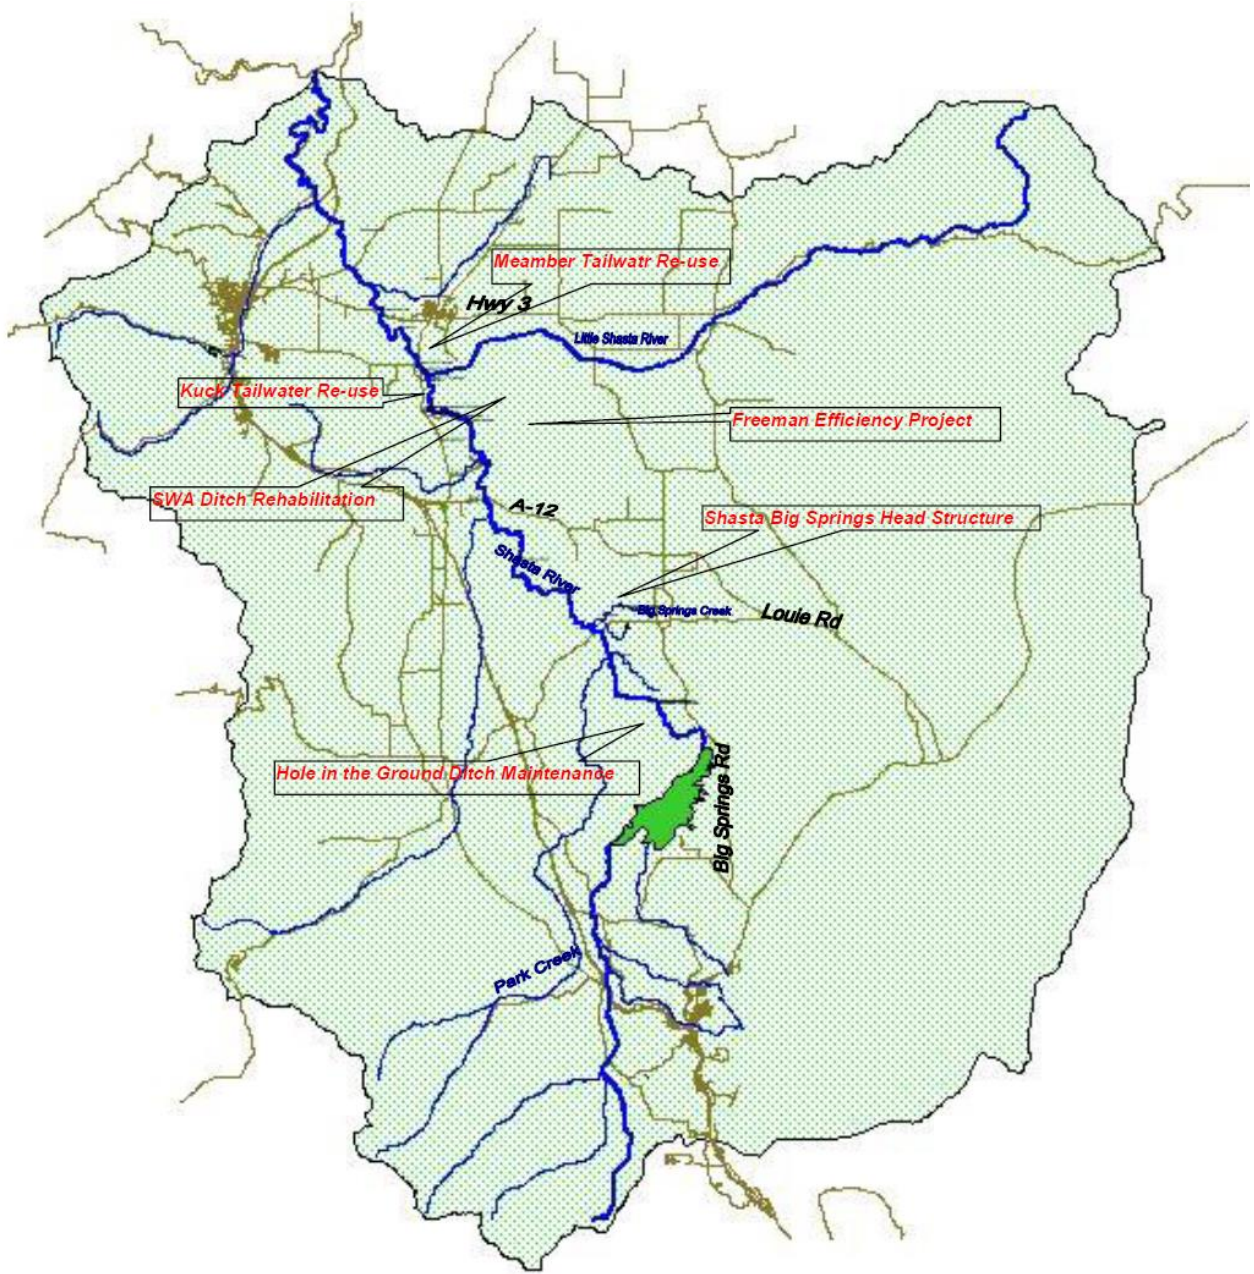 Meamber Tailwatr Re-use
Hwy 3
Little Shasta River
Kuck Tailwater Re-use
Freeman Efficiency Project
SWA Ditch Rehabilitation
A-12
Shasta Big Springs Head Structure
Shasta River
Big Springs Creek
Louie Rd
Hole in the Ground Ditch Maintenance
Big Springs Rd
Park Creek